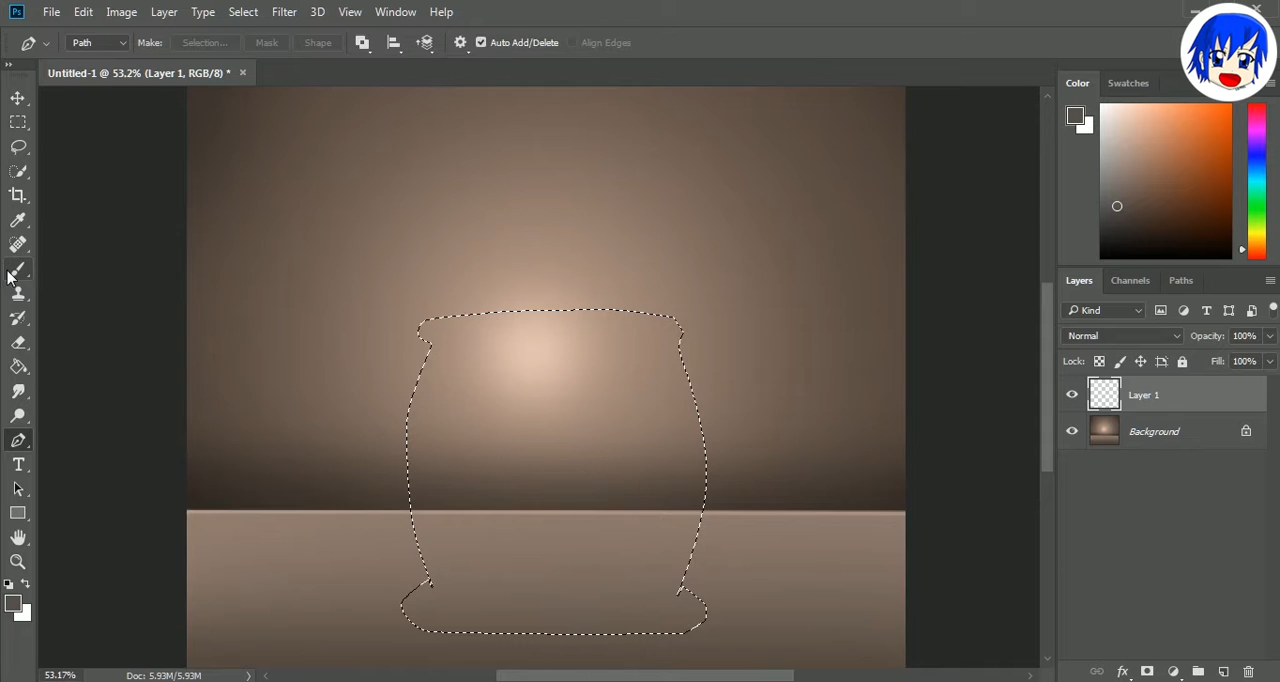 Ps File Edit Image Layer Type Select Filter 3D View Window Help
Path Make: Selection... Mask Shape Auto Add/Delete Align Edges
Untitled-1 @ 53.2% (Layer 1, RGB/8) *
Color Swatches
Layers Channels Paths
Kind
Normal Opacity: 100%
Lock: Fill: 100%
Layer 1
Background
T
fx
53.17% Doc: 5.93M/5.93M